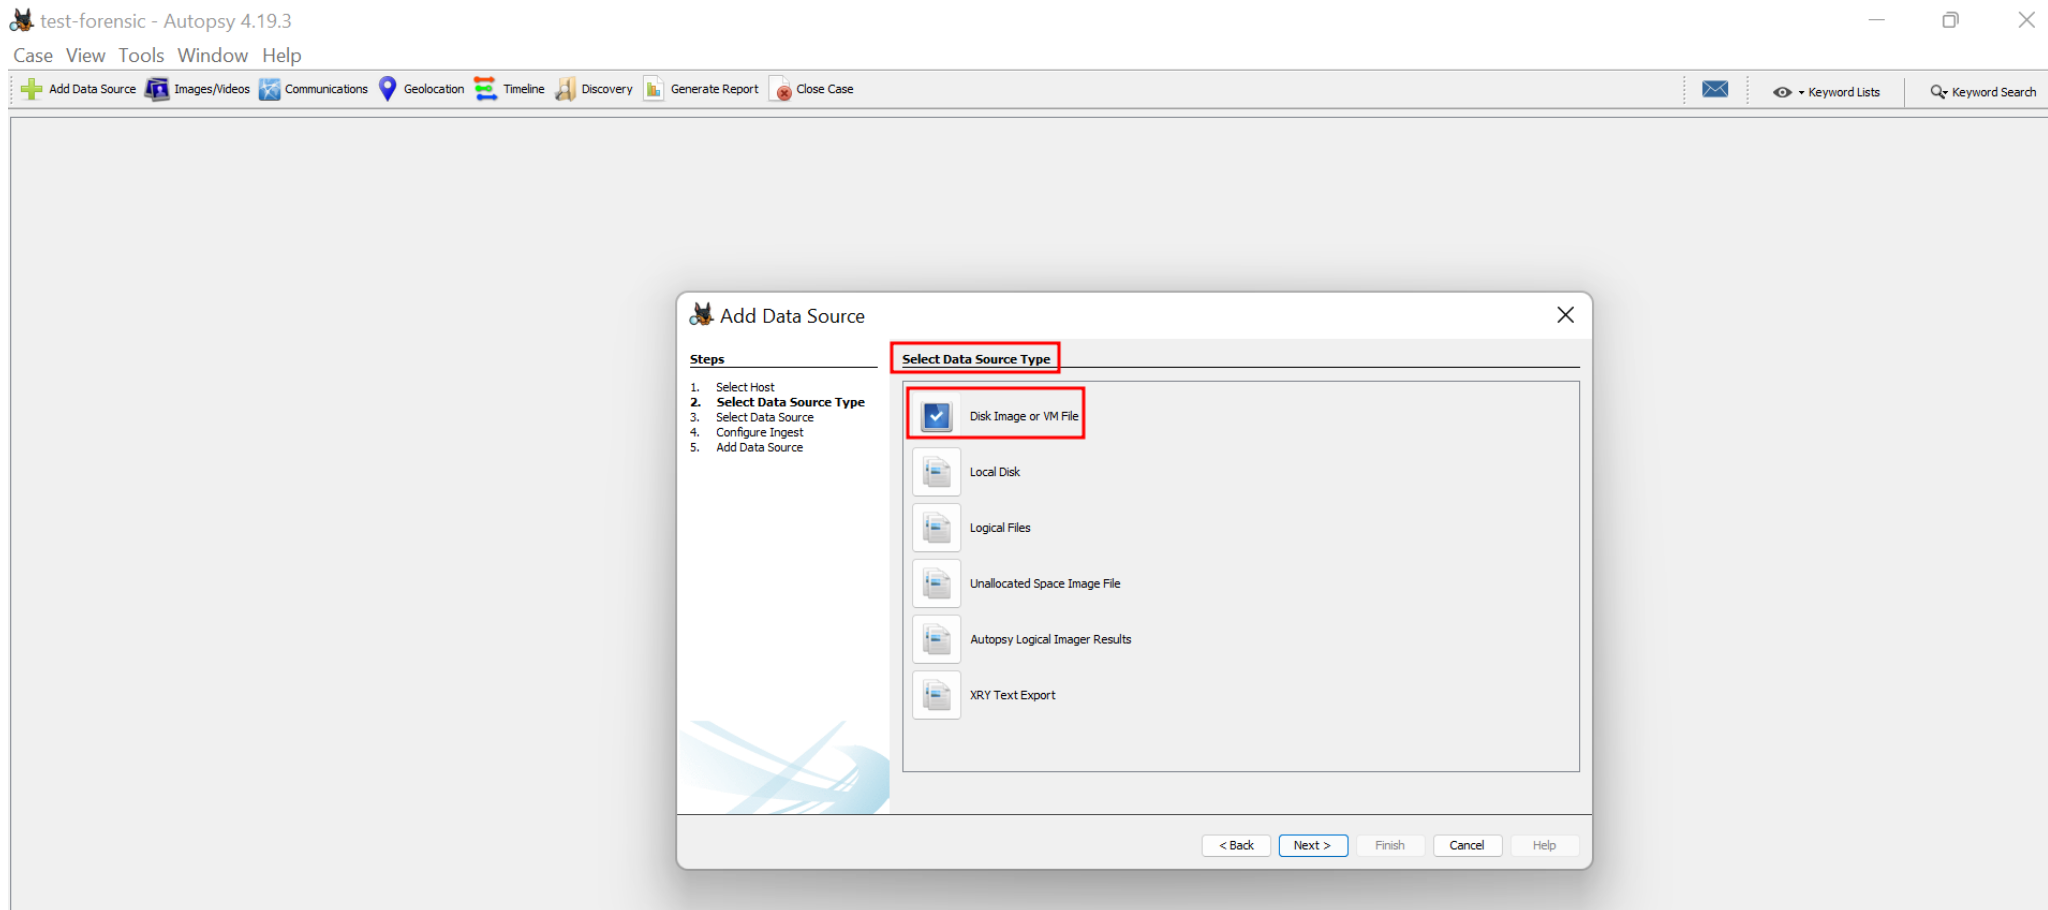 test-forensic - Autopsy 4.19.3
Case View Tools Window Help
Add Data Source Images/Videos Communications Geolocation Timeline Discovery Generate Report Close Case Keyword Lists Keyword Search
Add Data Source
Steps
1. Select Host
2. Select Data Source Type
3. Select Data Source
4. Configure Ingest
5. Add Data Source
Select Data Source Type
Disk Image or VM File
Local Disk
Logical Files
Unallocated Space Image File
Autopsy Logical Imager Results
XRY Text Export
< Back Next > Finish Cancel Help